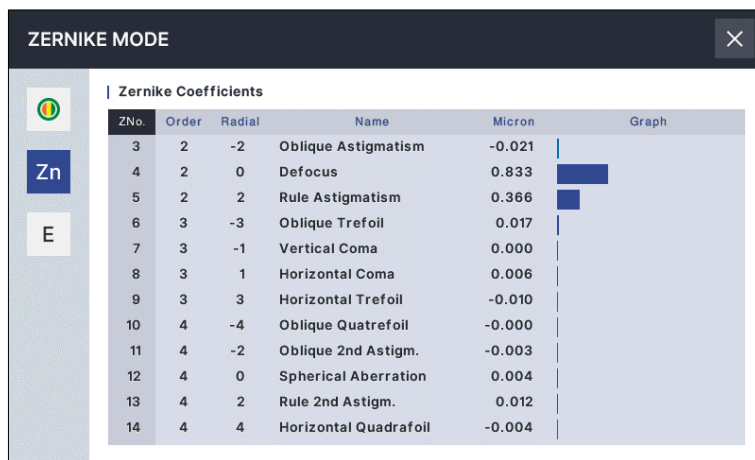 ZERNIKE MODE
Zernike Coefficients
ZNo. Order Radial Name Micron Graph
3 2 -2 Oblique Astigmatism -0.021
4 2 0 Defocus 0.833
5 2 2 Rule Astigmatism 0.366
6 3 -3 Oblique Trefoil 0.017
7 3 -1 Vertical Coma 0.000
8 3 1 Horizontal Coma 0.006
9 3 3 Horizontal Trefoil -0.010
10 4 -4 Oblique Quatrefoil -0.000
11 4 -2 Oblique 2nd Astigm. -0.003
12 4 0 Spherical Aberration 0.004
13 4 2 Rule 2nd Astigm. 0.012
14 4 4 Horizontal Quadrafoil -0.004
Zn
E